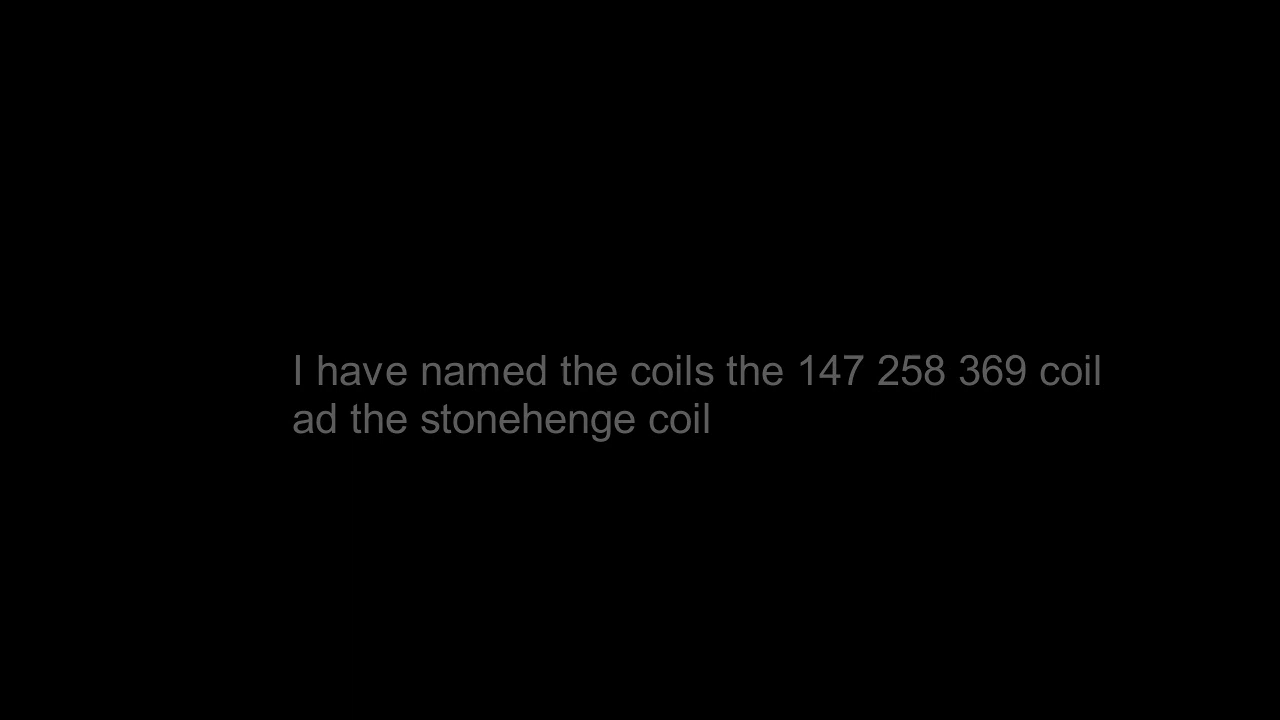 I have named the coils the 147 258 369 coil
ad the stonehenge coil